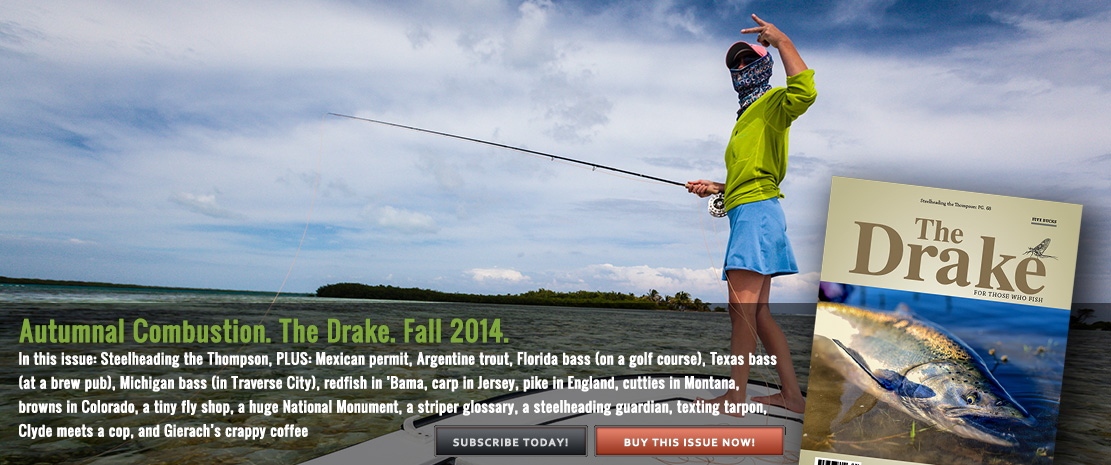 Steelheading the Thompson: PG. 60
FIVE BUCKS
The
Drake
FOR THOSE WHO FISH
Autumnal Combustion. The Drake. Fall 2014.
In this issue: Steelheading the Thompson, PLUS: Mexican permit, Argentine trout, Florida bass (on a golf course), Texas bass
(at a brew pub), Michigan bass (in Traverse City), redfish in 'Bama, carp in Jersey, pike in England, cutties in Montana,
browns in Colorado, a tiny fly shop, a huge National Monument, a striper glossary, a steelheading guardian, texting tarpon,
Clyde meets a cop, and Gierach's crappy coffee
SUBSCRIBE TODAY!
BUY THIS ISSUE NOW!